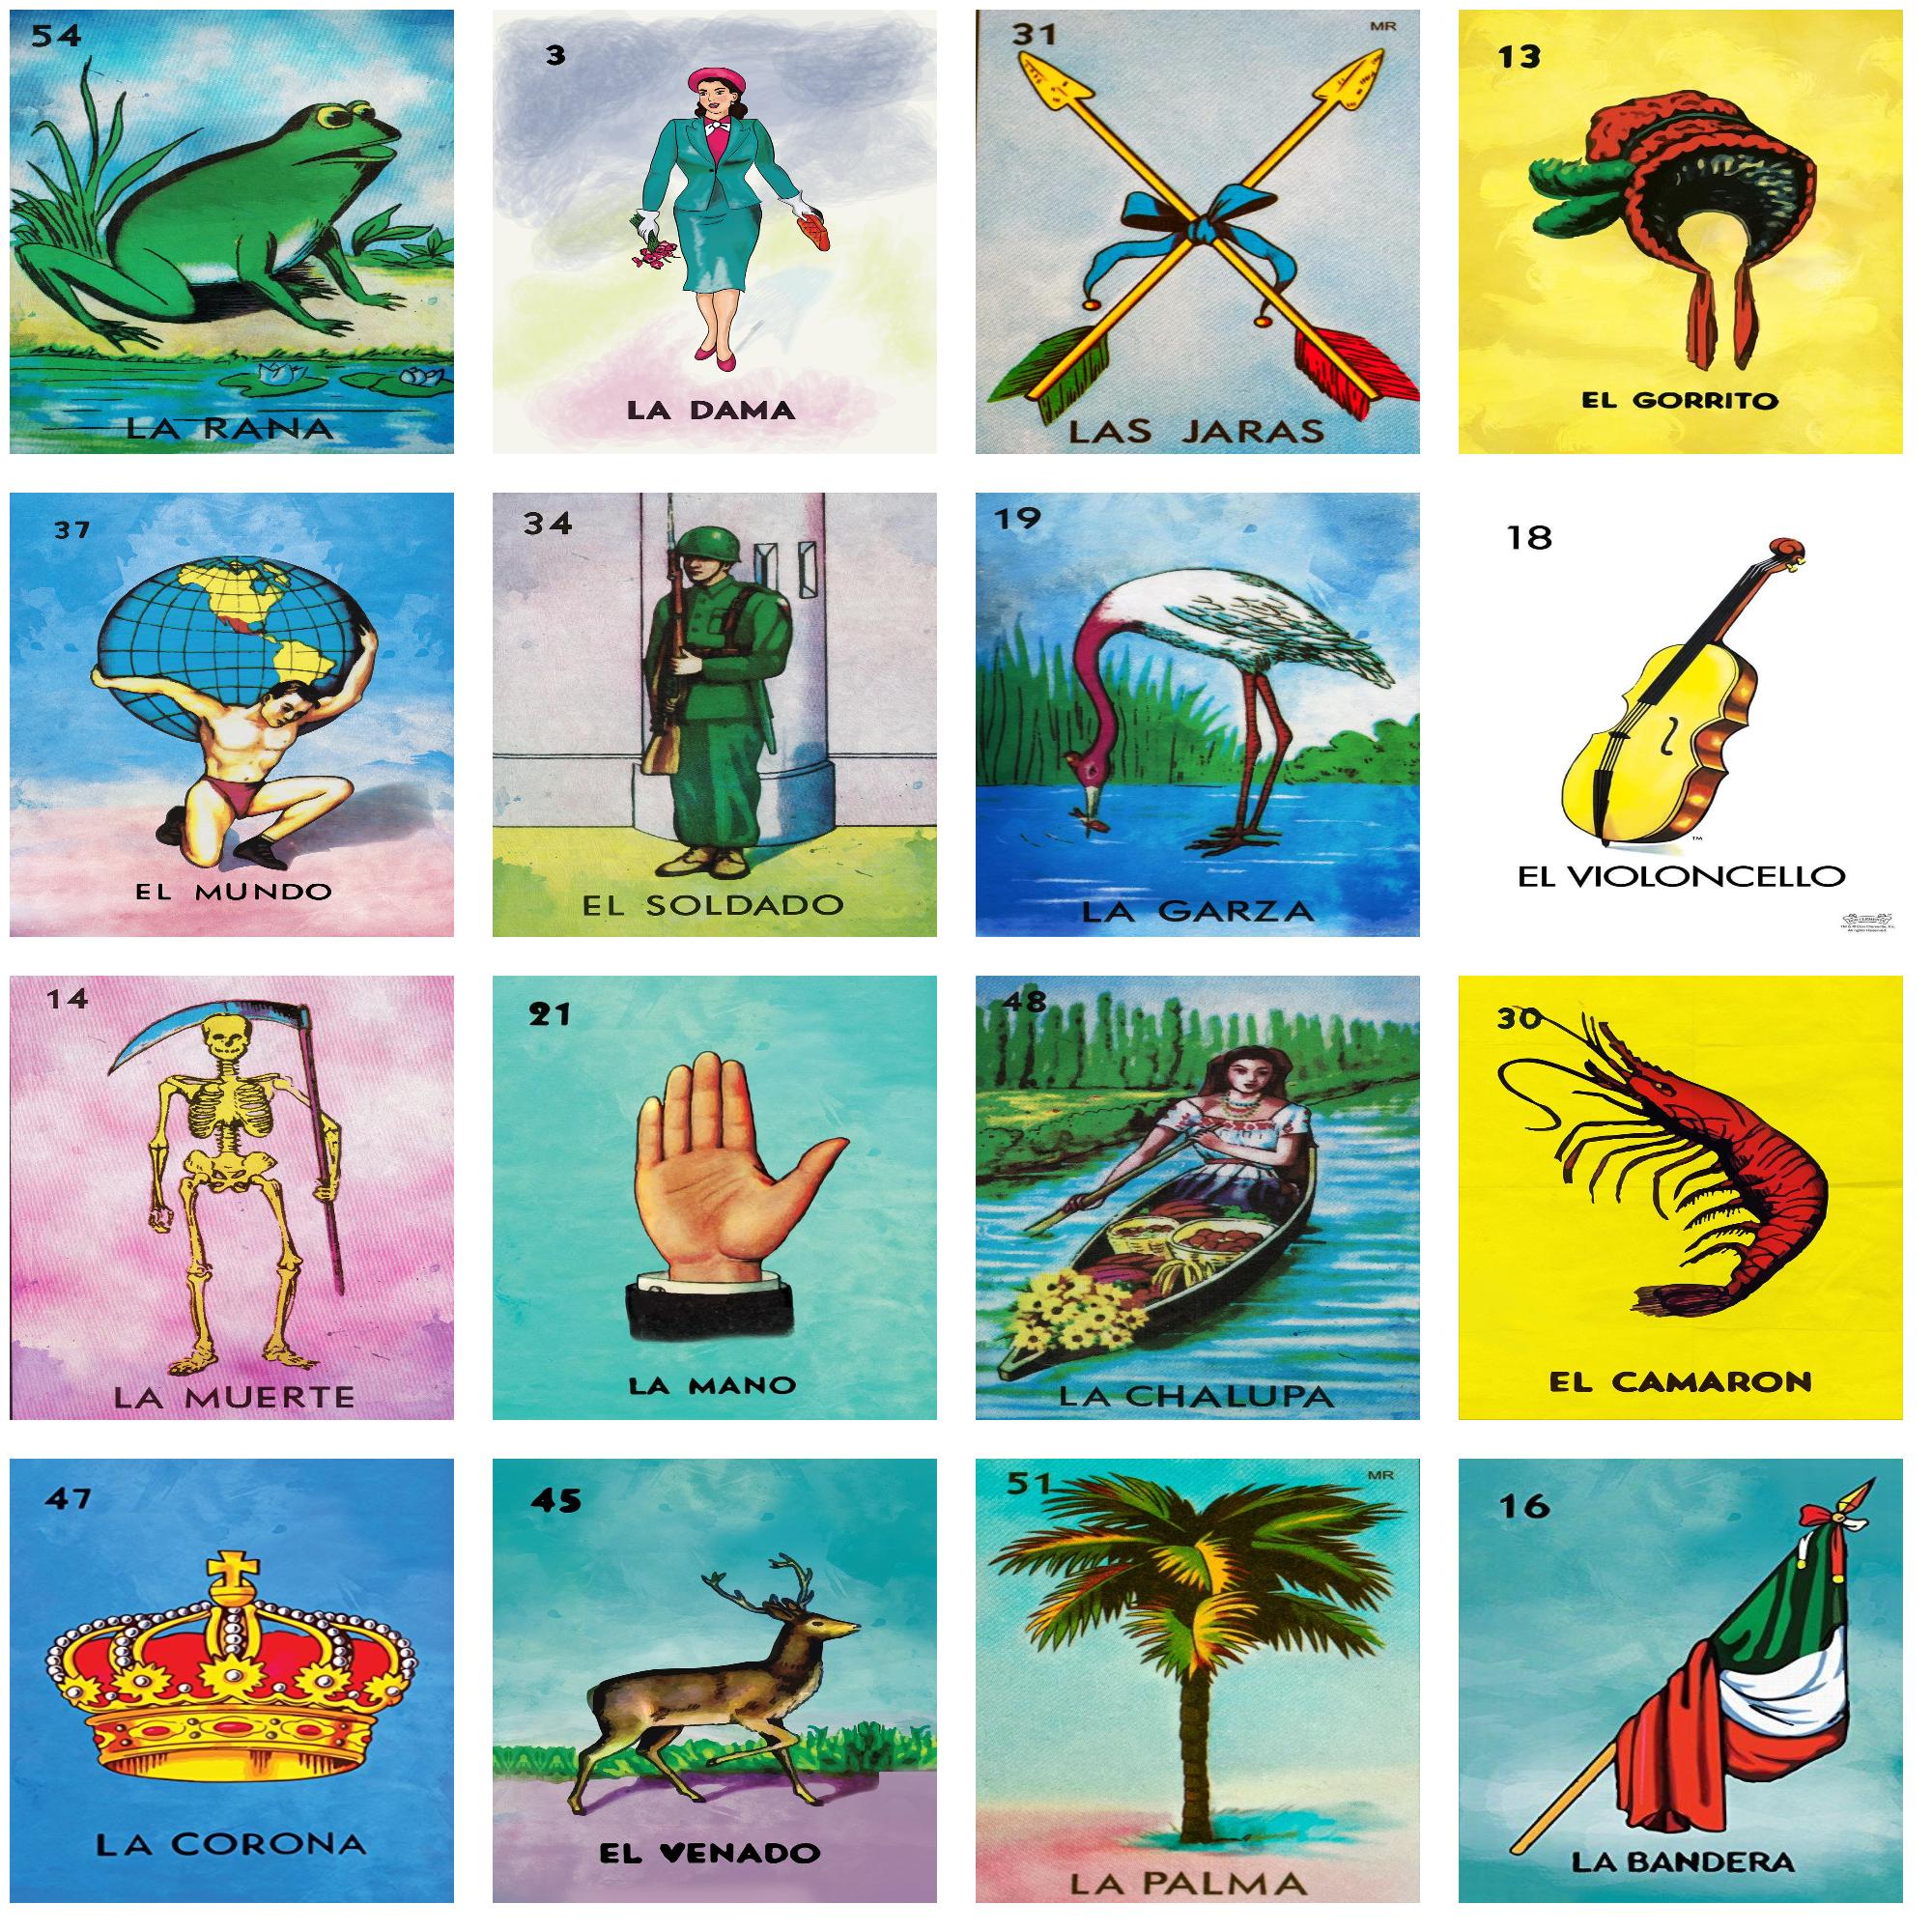 54
LA RANA
3
LA DAMA
31
MR
LAS JARAS
13
EL GORRITO
37
EL MUNDO
34
EL SOLDADO
19
LA GARZA
18
TM
EL VIOLONCELLO
14
LA MUERTE
21
LA MANO
48
LA CHALUPA
30
EL CAMARON
47
LA CORONA
45
EL VENADO
51
MR
LA PALMA
16
LA BANDERA